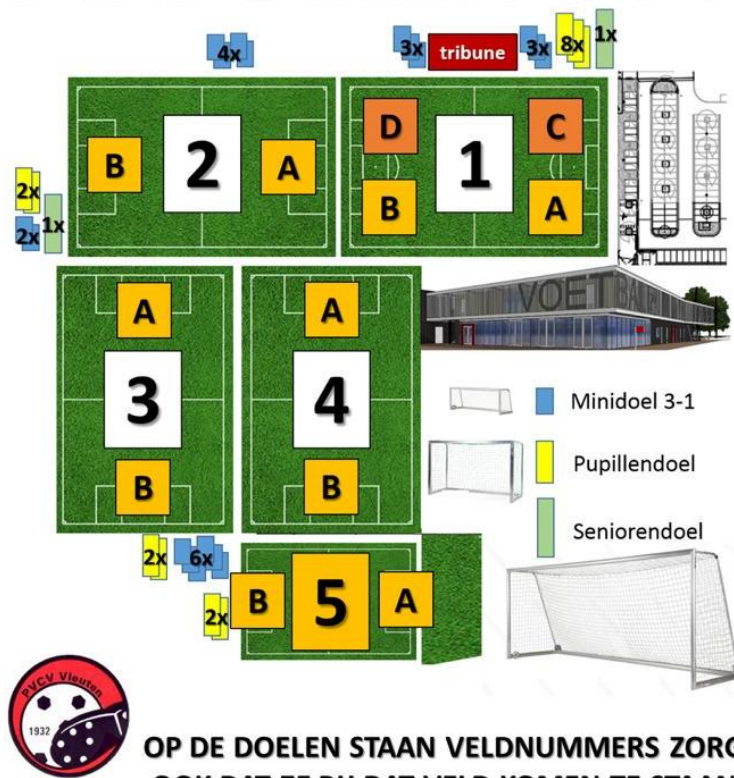 4x
3x
tribune
3x
8x
1x
2
B
A
1
D
C
B
A
2x
2x
1x
VOETBAL
3
A
B
4
A
B
Minidoel 3-1
Pupillendoel
Seniorendoel
2x
6x
2x
B
5
A
PVCV Vleuten
1932
OP DE DOELEN STAAN VELDNUMMERS ZORG